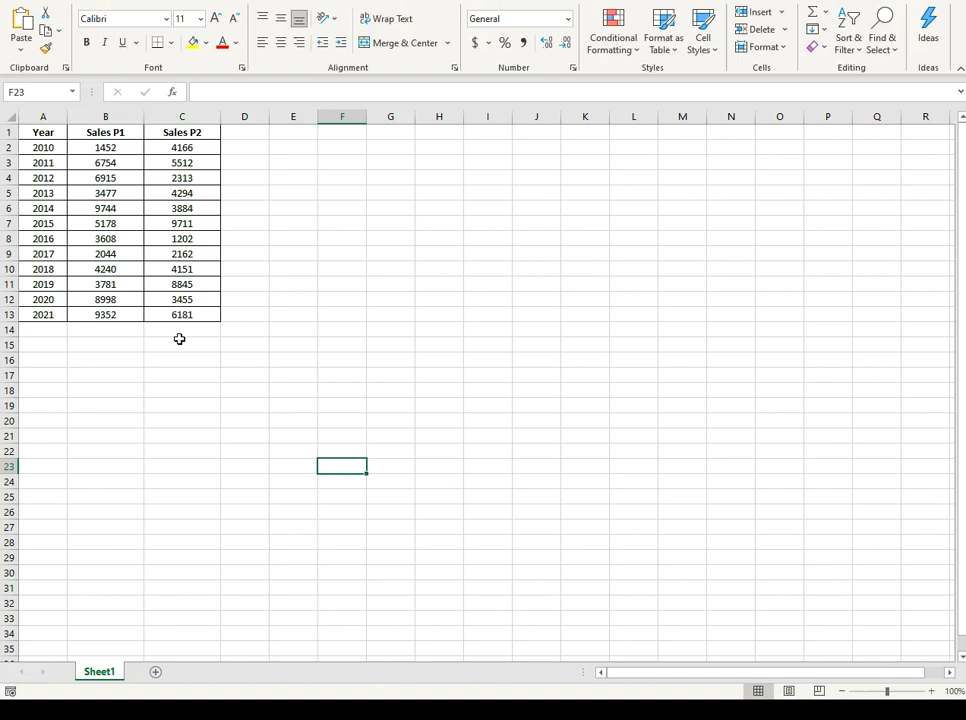 Calibri 11 A A
Wrap Text
General
Insert
Paste
B I U A
Merge & Center
$ % ,
Conditional Formatting
Format as Table
Cell Styles
Delete
Format
Sort & Filter
Find & Select
Ideas
Clipboard Font Alignment Number Styles Cells Editing Ideas
F23 fx
A B C D E F G H I J K L M N O P Q R
1 Year Sales P1 Sales P2
2 2010 1452 4166
3 2011 6754 5512
4 2012 6915 2313
5 2013 3477 4294
6 2014 9744 3884
7 2015 5178 9711
8 2016 3608 1202
9 2017 2044 2162
10 2018 4240 4151
11 2019 3781 8845
12 2020 8998 3455
13 2021 9352 6181
14
15
16
17
18
19
20
21
22
23
24
25
26
27
28
29
30
31
32
33
34
35
Sheet1
100%